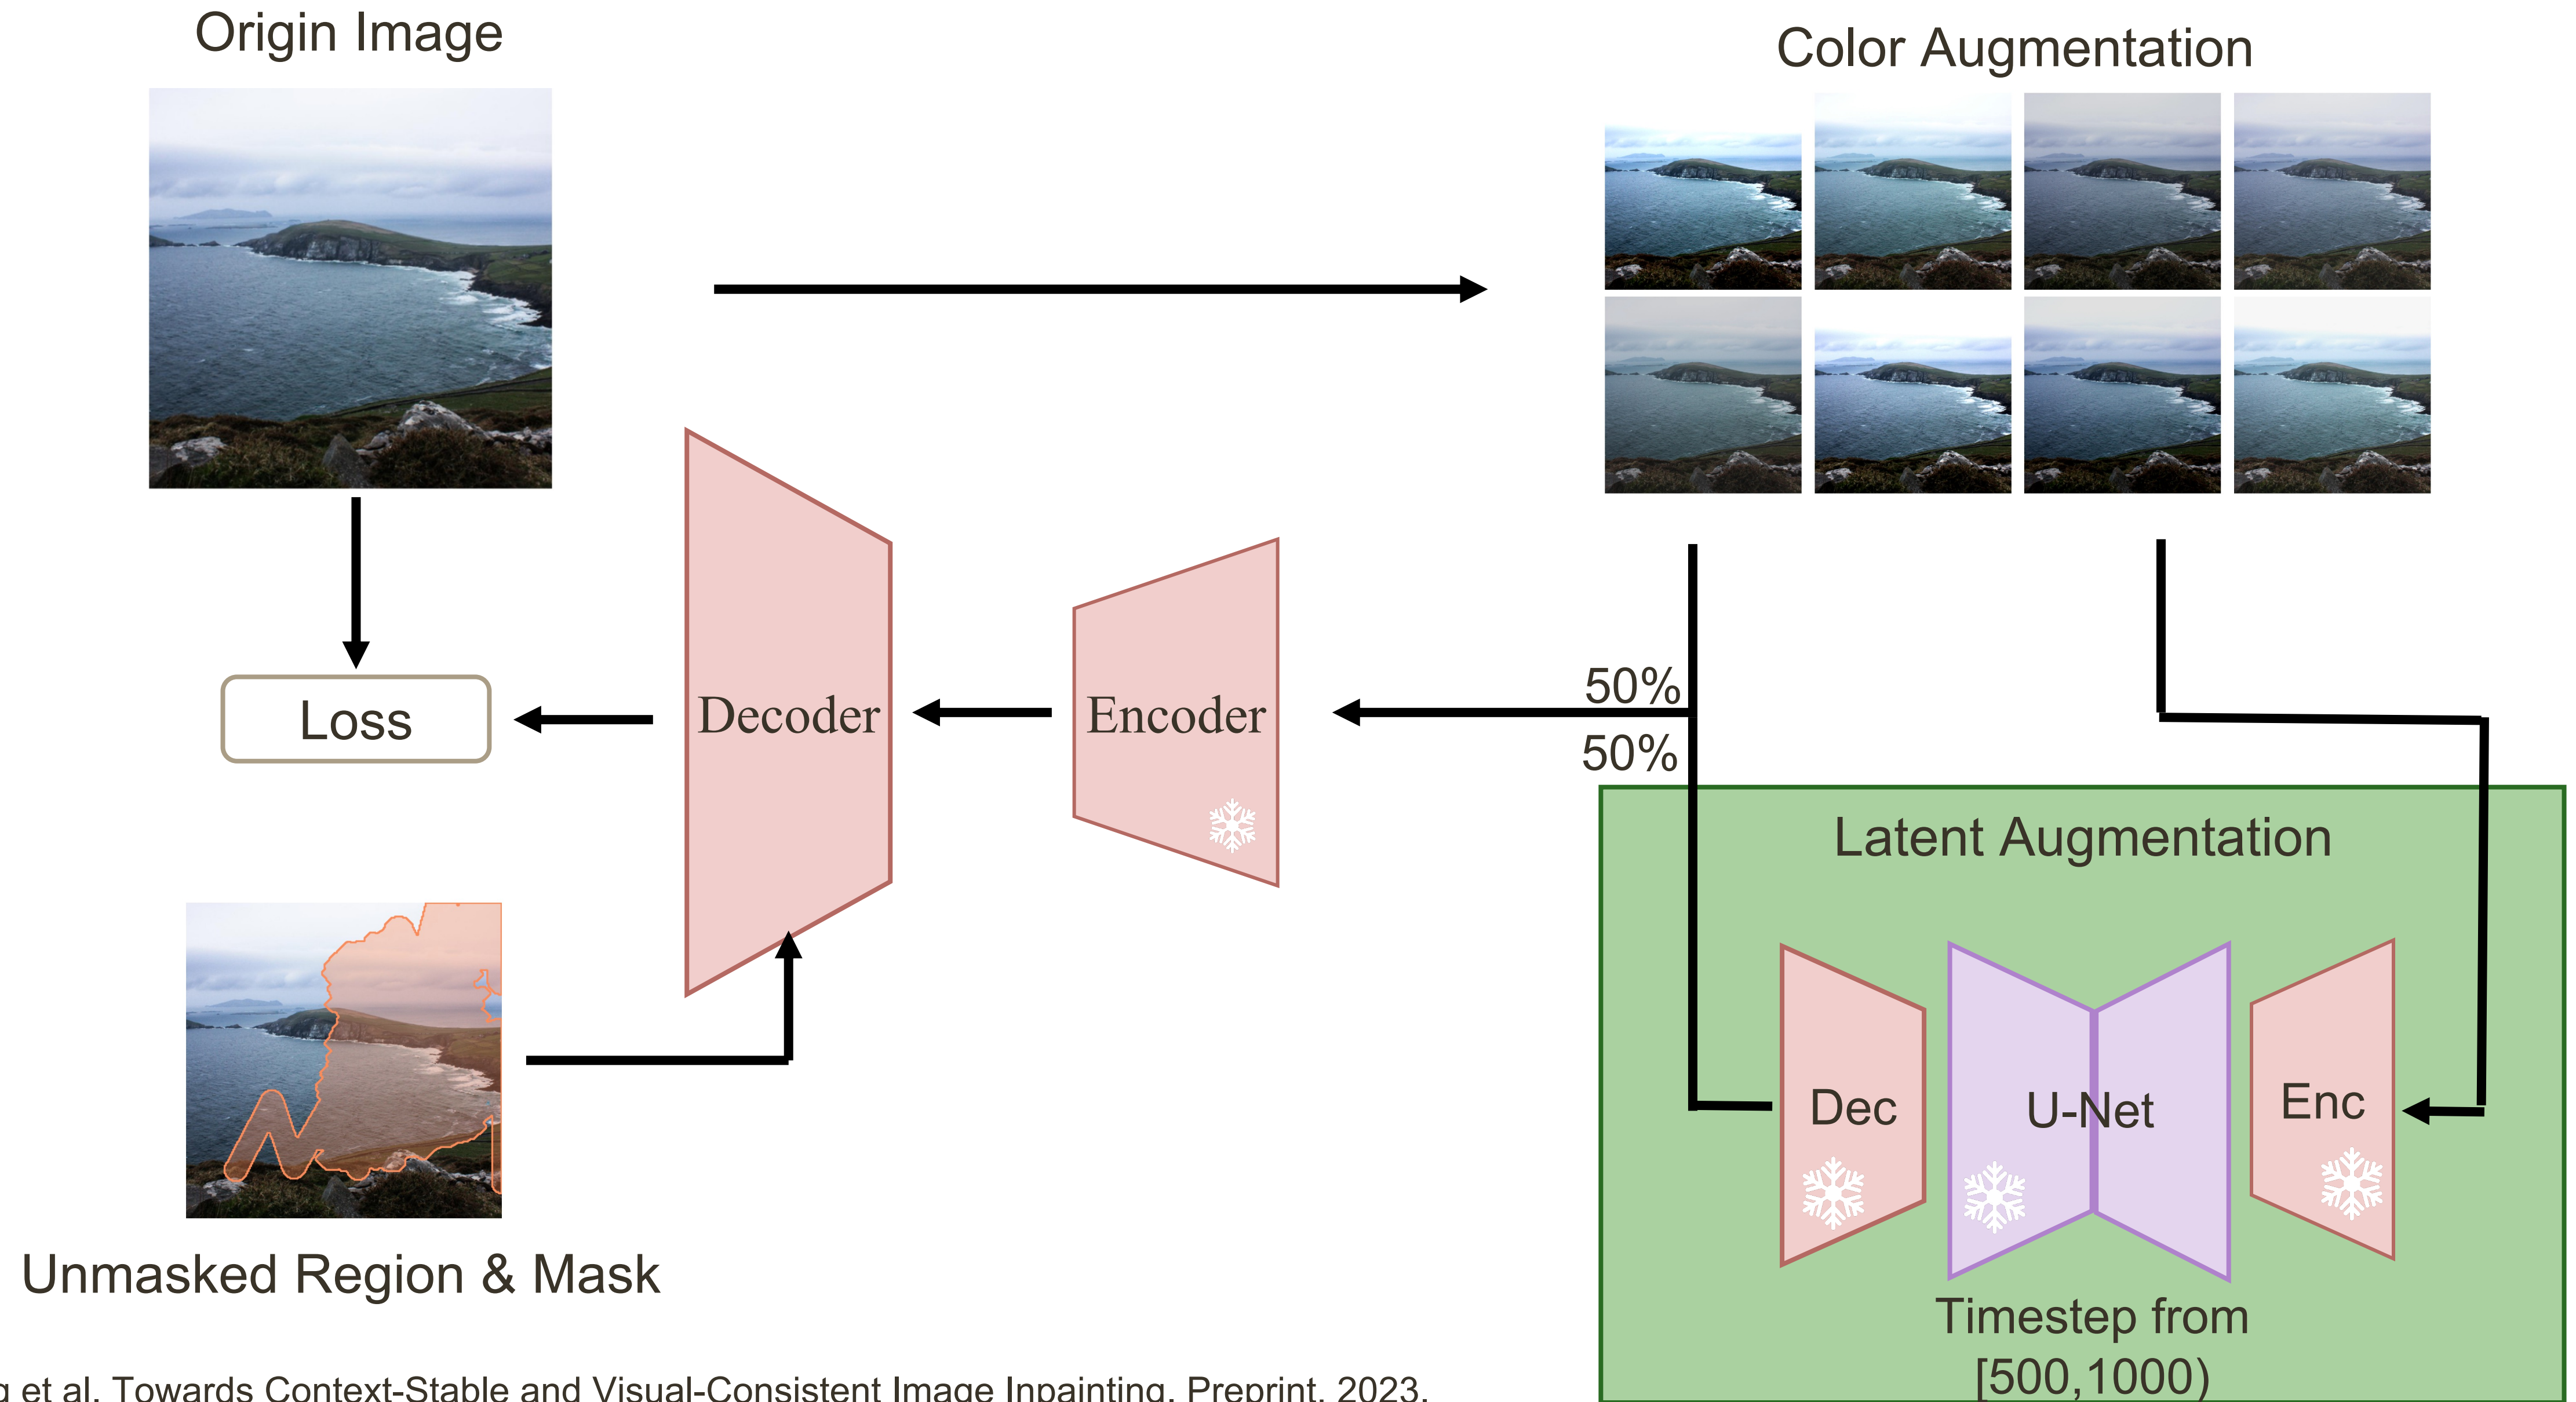 Origin Image
Color Augmentation
Loss
Decoder
Encoder
50%
50%
Latent Augmentation
Dec
U-Net
Enc
Timestep from
[500,1000)
Unmasked Region & Mask
et al. Towards Context-Stable and Visual-Consistent Image Inpainting. Preprint. 2023.